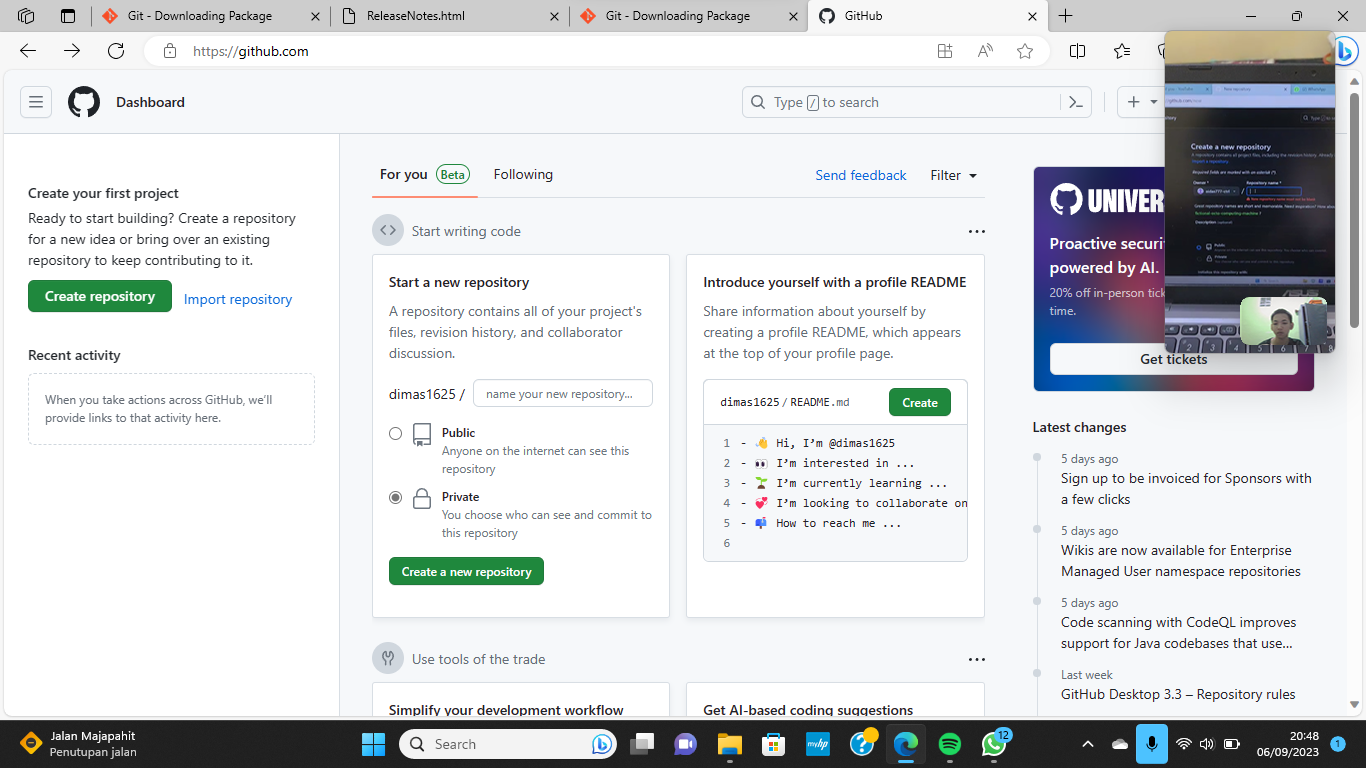 Git - Downloading Package
ReleaseNotes.html
Git - Downloading Package
GitHub
https://github.com
Dashboard
Type / to search
Create your first project
Ready to start building? Create a repository
for a new idea or bring over an existing
repository to keep contributing to it.
Create repository
Import repository
Recent activity
When you take actions across GitHub, we'll
provide links to that activity here.
For you Beta
Following
Send feedback
Filter
Start writing code
Start a new repository
A repository contains all of your project's
files, revision history, and collaborator
discussion.
dimas1625 /
name your new repository...
Public
Anyone on the internet can see this
repository
Private
You choose who can see and commit to
this repository
Create a new repository
Introduce yourself with a profile README
Share information about yourself by
creating a profile README, which appears
at the top of your profile page.
dimas1625 / README.md
Create
1 - 👋 Hi, I'm @dimas1625
2 - 👀 I'm interested in ...
3 - 🌱 I'm currently learning ...
4 - 💞️ I'm looking to collaborate on
5 - 📫 How to reach me ...
6
Use tools of the trade
Simplify your development workflow
Get AI-based coding suggestions
UNIVER
Proactive securi
powered by AI.
20% off in-person tick
time.
Get tickets
Create a new repository
Import a repository.
Owner *
Repository name *
Description
Public
Private
ASUS
Latest changes
5 days ago
Sign up to be invoiced for Sponsors with
a few clicks
5 days ago
Wikis are now available for Enterprise
Managed User namespace repositories
5 days ago
Code scanning with CodeQL improves
support for Java codebases that use...
Last week
GitHub Desktop 3.3 – Repository rules
Jalan Majapahit
Penutupan jalan
Search
myhp
12
20:48
06/09/2023
1